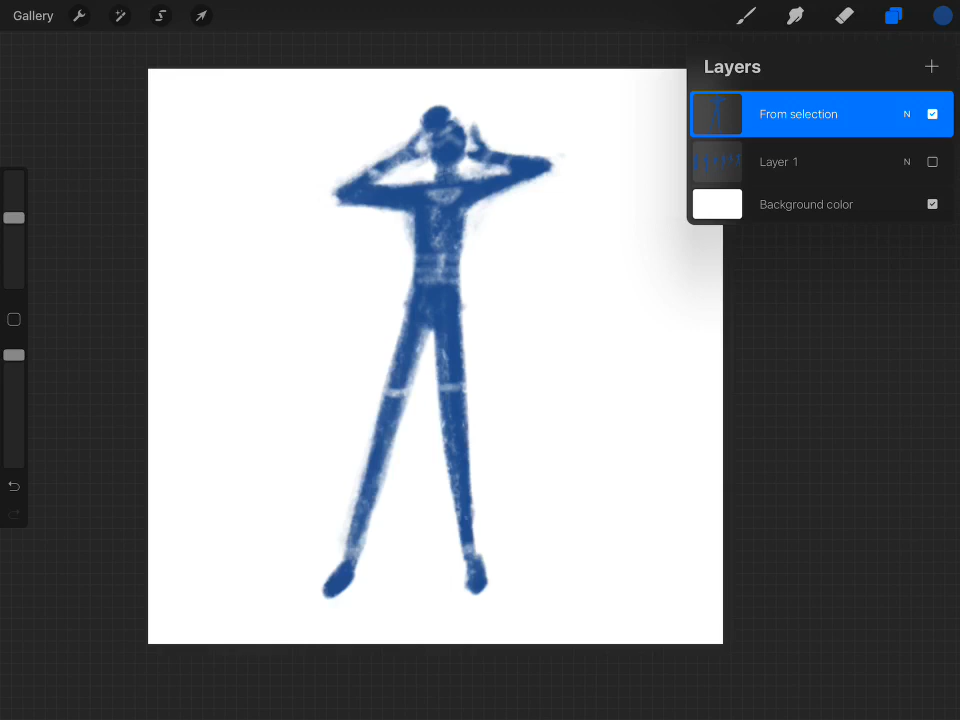 Gallery
Layers
From selection N
Layer 1 N
Background color